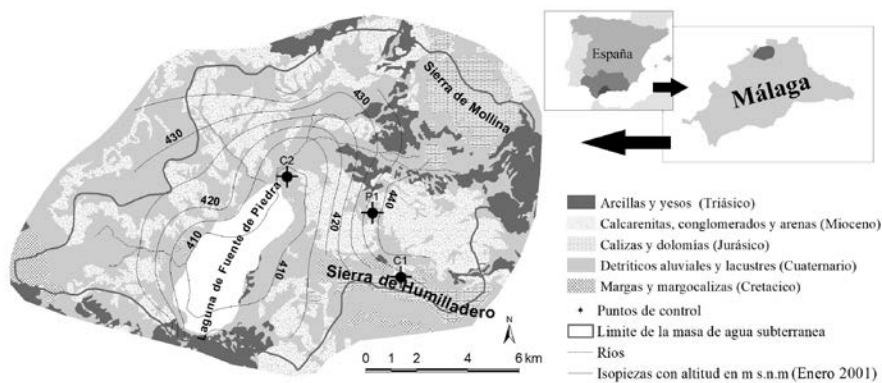 España
Málaga
Sierra de Mollina
430
430
C2
P1
440
420
420
410
410
C1
Laguna de Fuente de Piedra
Sierra de Humilladero
N
0 2 4 6 km
Arcillas y yesos (Triásico)
Calcarenitas, conglomerados y arenas (Mioceno)
Calizas y dolomías (Jurásico)
Detríticos aluviales y lacustres (Cuaternario)
Margas y margocalizas (Cretacico)
Puntos de control
Limite de la masa de agua subterranea
Ríos
Isopiezas con altitud en m s.n.m (Enero 2001)